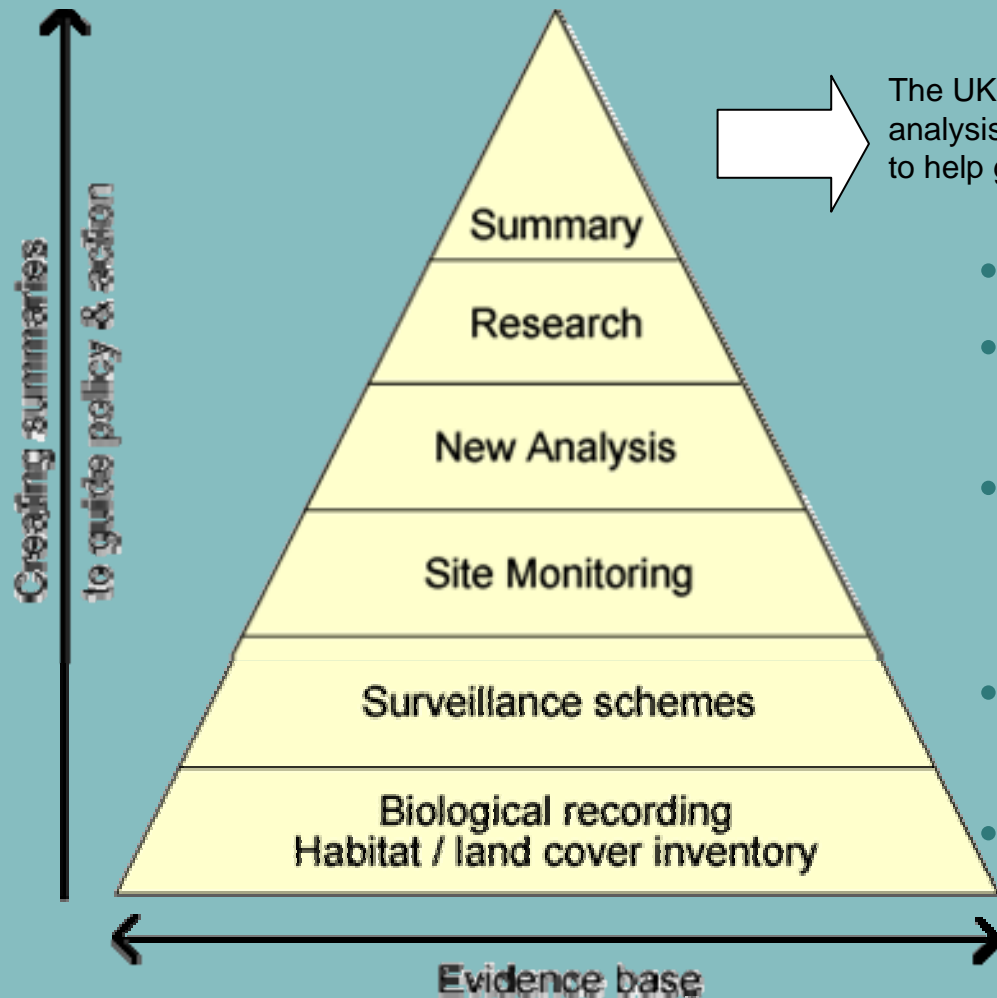 Creating summaries
to guide policy & action
Summary
Research
New Analysis
Site Monitoring
Surveillance schemes
Biological recording
Habitat / land cover inventory
Evidence base
The UK
analysis
to help g